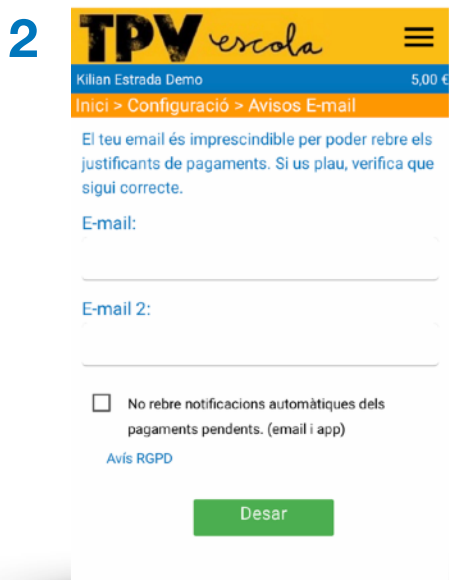 2
TPV escola
Kilian Estrada Demo 5,00 €
Inici > Configuració > Avisos E-mail
El teu email és imprescindible per poder rebre els
justificants de pagaments. Si us plau, verifica que
sigui correcte.
E-mail:
E-mail 2:
No rebre notificacions automàtiques dels
pagaments pendents. (email i app)
Avís RGPD
Desar